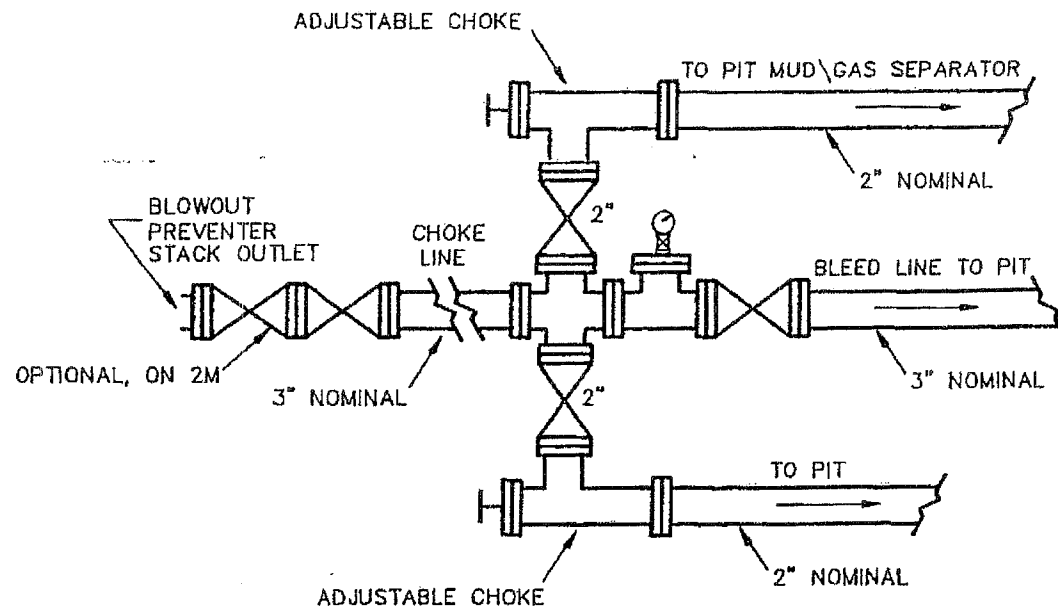 ADJUSTABLE CHOKE
TO PIT MUD\GAS SEPARATOR
2" NOMINAL
BLOWOUT
PREVENTER
STACK OUTLET
CHOKE
LINE
2"
BLEED LINE TO PIT
OPTIONAL, ON 2M
3" NOMINAL
2"
3" NOMINAL
TO PIT
2" NOMINAL
ADJUSTABLE CHOKE